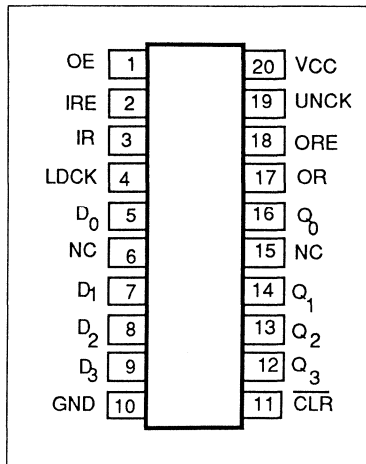 OE 1 20 VCC
IRE 2 19 UNCK
IR 3 18 ORE
LDCK 4 17 OR
D0 5 16 Q0
NC 6 15 NC
D1 7 14 Q1
D2 8 13 Q2
D3 9 12 Q3
GND 10 11 C̅L̅R̅